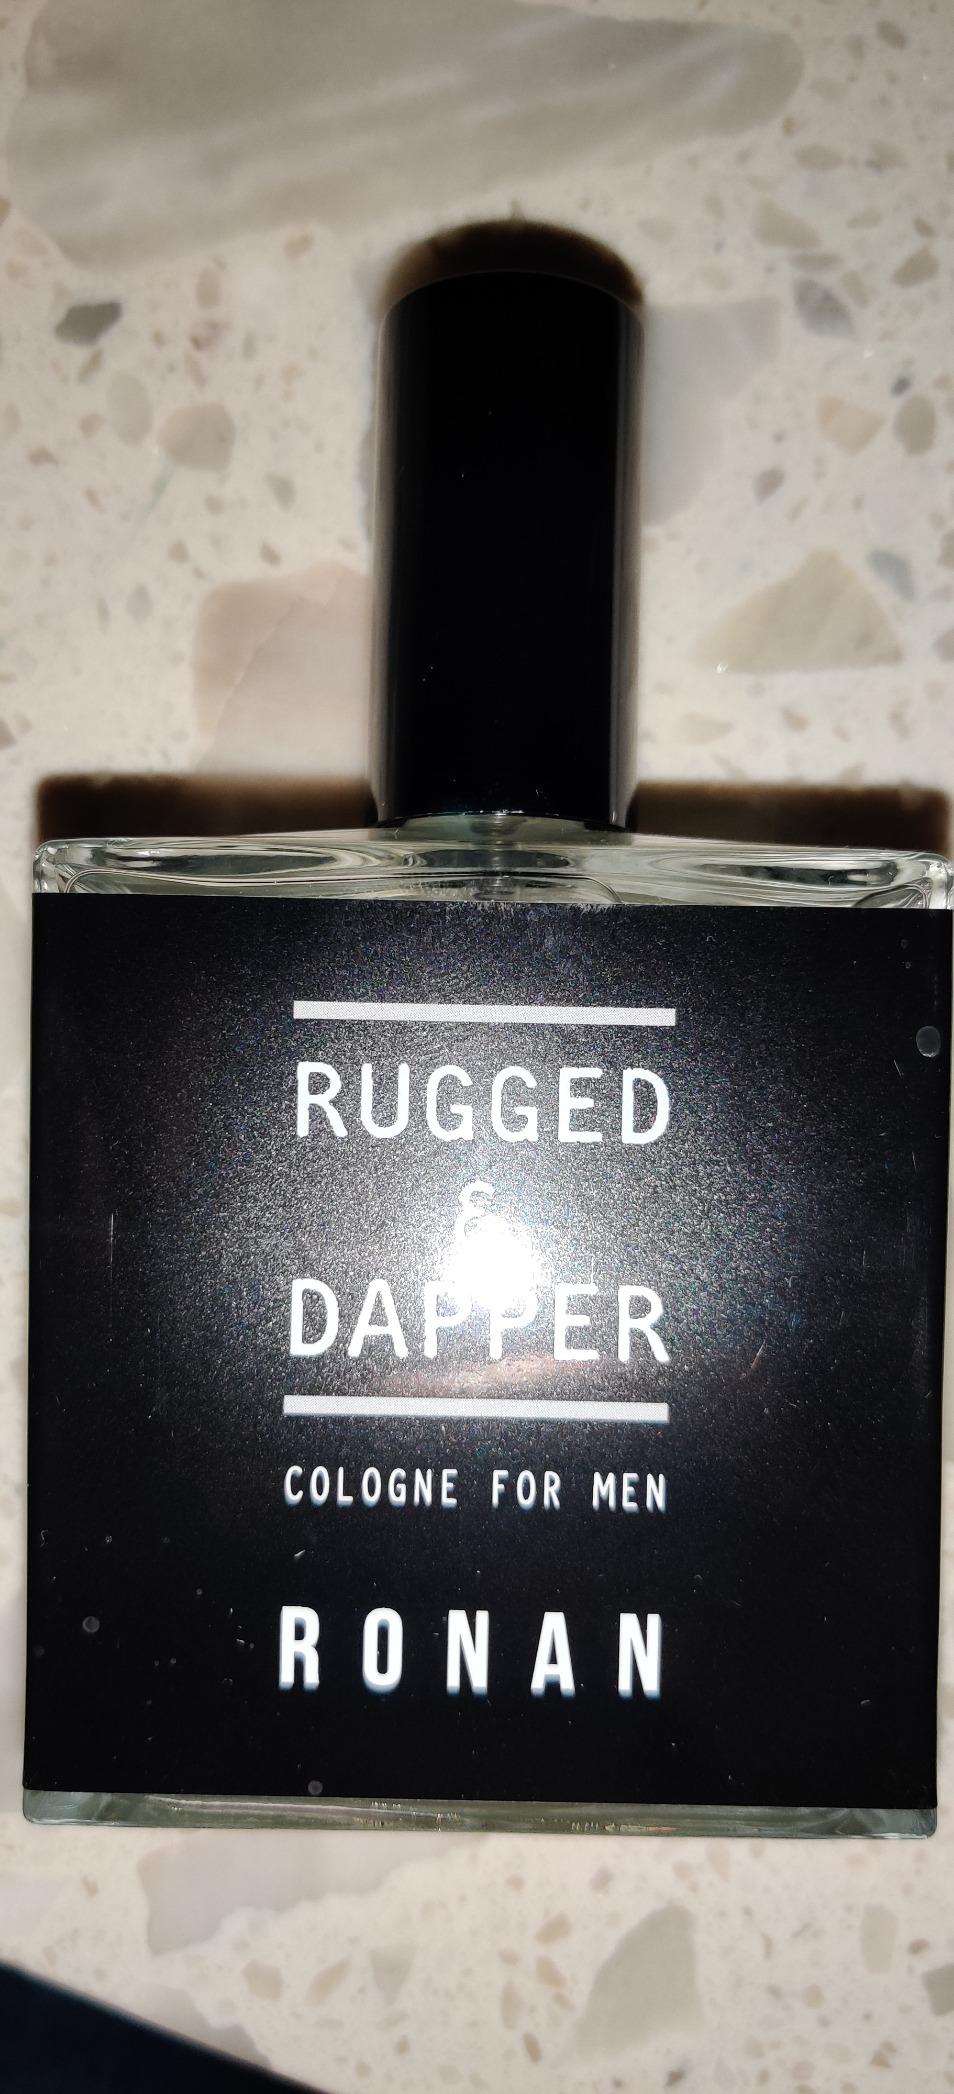 RUGGED
&
DAPPER
COLOGNE FOR MEN
RONAN